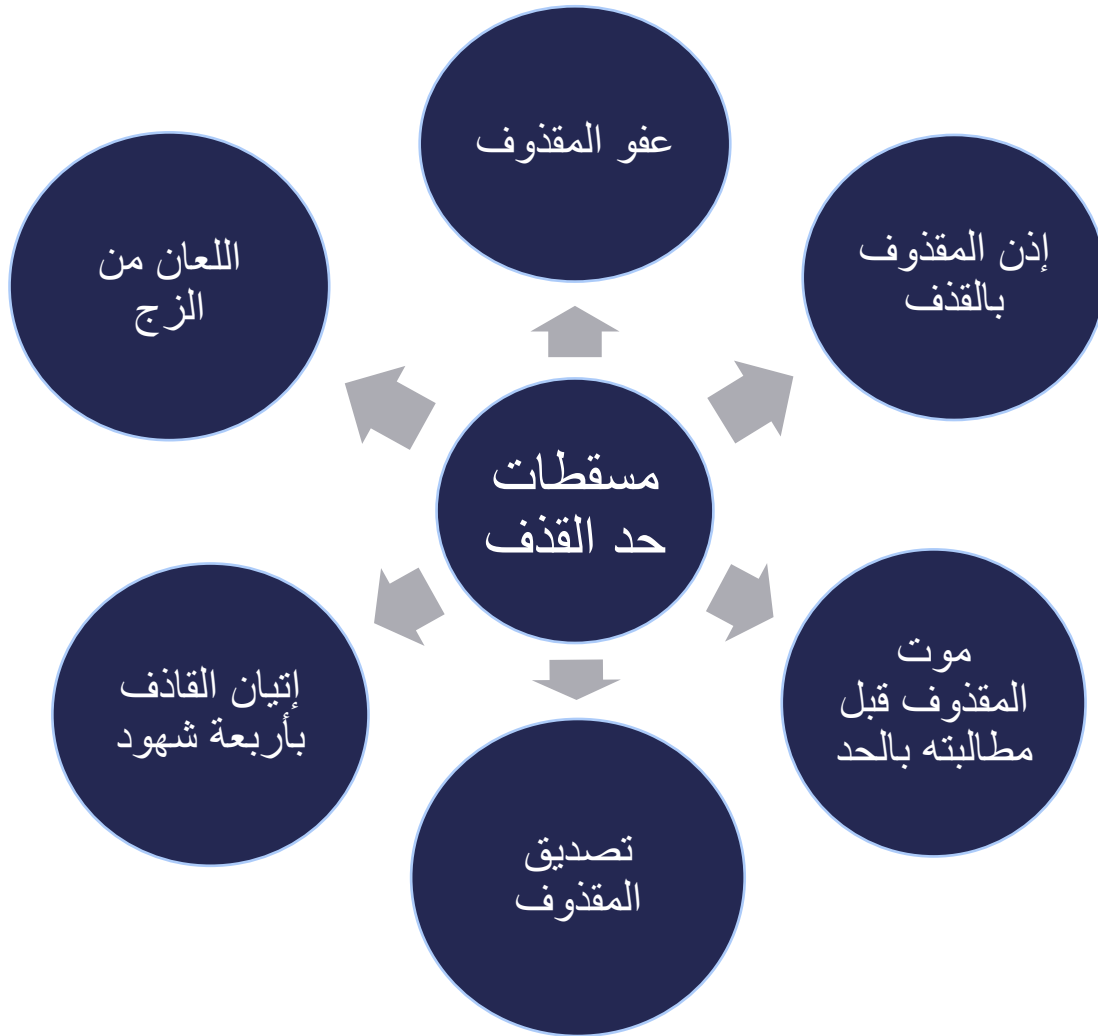 مسقطات
حد القذف
عفو المقذوف
إذن المقذوف
بالقذف
موت
المقذوف قبل
مطالبته بالحد
تصديق
المقذوف
إتيان القاذف
بأربعة شهود
اللعان من
الزج